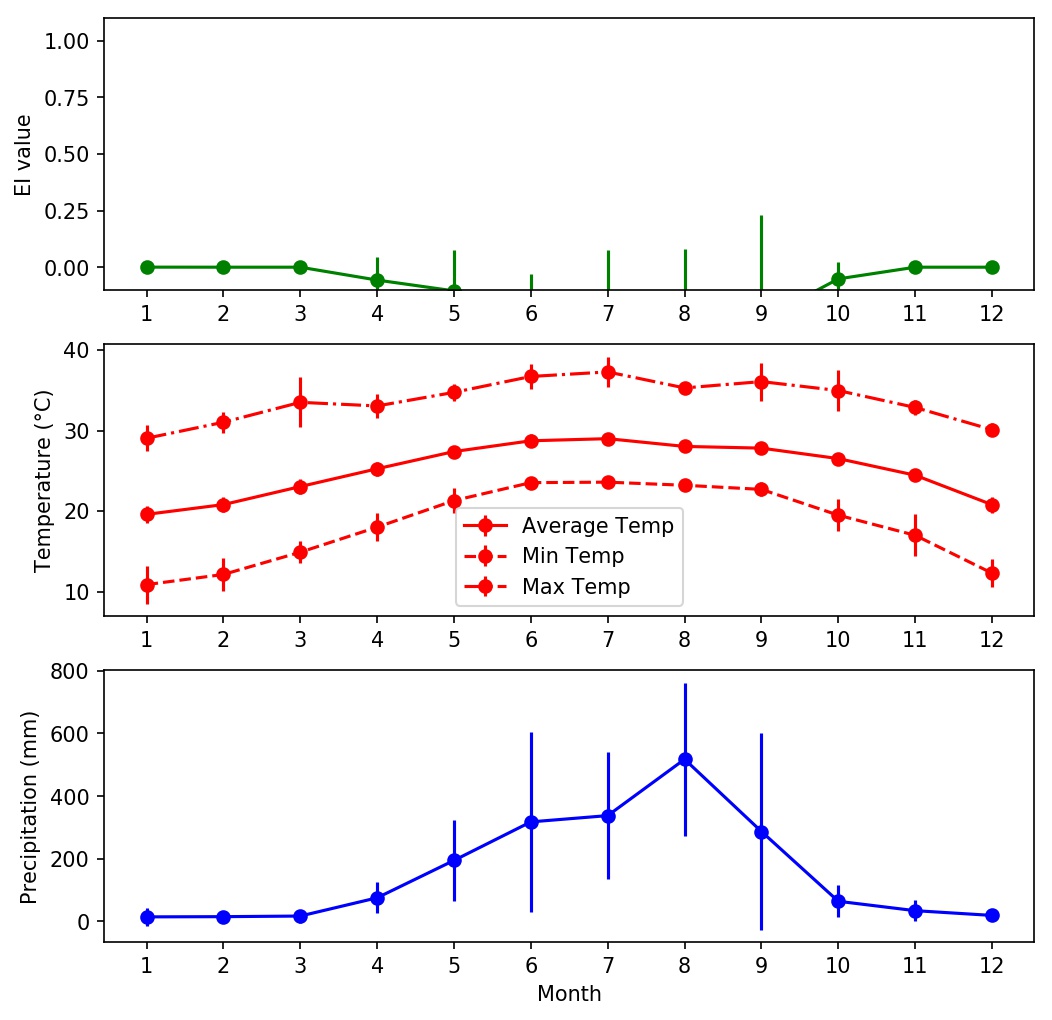 1.00
0.75
0.50
0.25
0.00
EI value
1 2 3 4 5 6 7 8 9 10 11 12
40
30
20
10
Temperature (°C)
Average Temp
Min Temp
Max Temp
1 2 3 4 5 6 7 8 9 10 11 12
800
600
400
200
0
Precipitation (mm)
1 2 3 4 5 6 7 8 9 10 11 12
Month